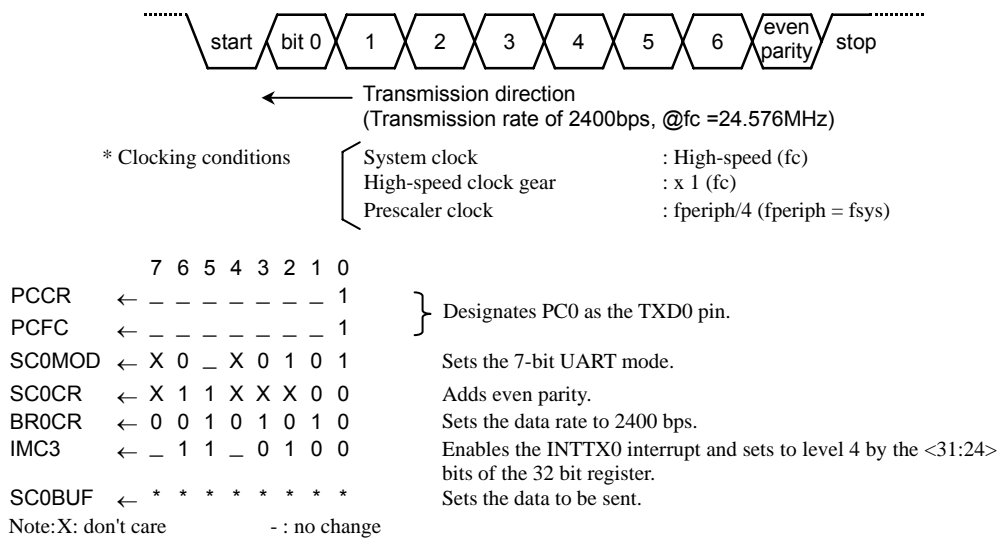 start bit 0 1 2 3 4 5 6 even parity stop
Transmission direction
(Transmission rate of 2400bps, @fc =24.576MHz)
* Clocking conditions
System clock : High-speed (fc)
High-speed clock gear : x 1 (fc)
Prescaler clock : fperiph/4 (fperiph = fsys)
7 6 5 4 3 2 1 0
PCCR ← _ _ _ _ _ _ _ 1
Designates PC0 as the TXD0 pin.
PCFC ← _ _ _ _ _ _ _ 1
SC0MOD ← X 0 _ X 0 1 0 1 Sets the 7-bit UART mode.
SC0CR ← X 1 1 X X X 0 0 Adds even parity.
BR0CR ← 0 0 1 0 1 0 1 0 Sets the data rate to 2400 bps.
IMC3 ← _ 1 1 _ 0 1 0 0 Enables the INTTX0 interrupt and sets to level 4 by the <31:24>
bits of the 32 bit register.
SC0BUF ← * * * * * * * * Sets the data to be sent.
Note:X: don't care - : no change